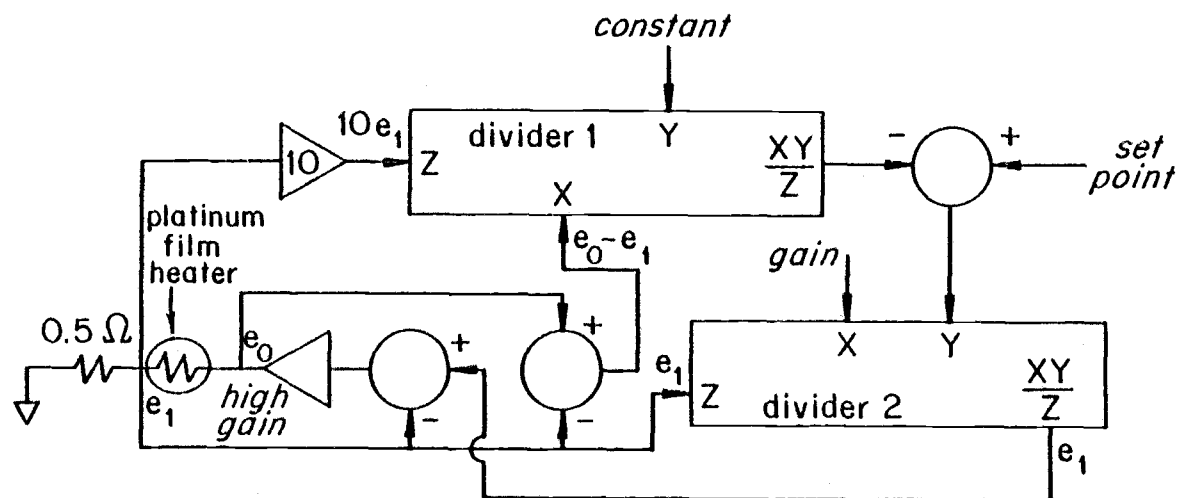 constant
10e₁
10
Z
divider 1
Y
XY
Z
X
-
+
set
point
platinum
film
heater
e₀-e₁
gain
0.5 Ω
e₀
+
+
e₁
X
Y
e₁
high
gain
-
-
Z
divider 2
XY
Z
e₁